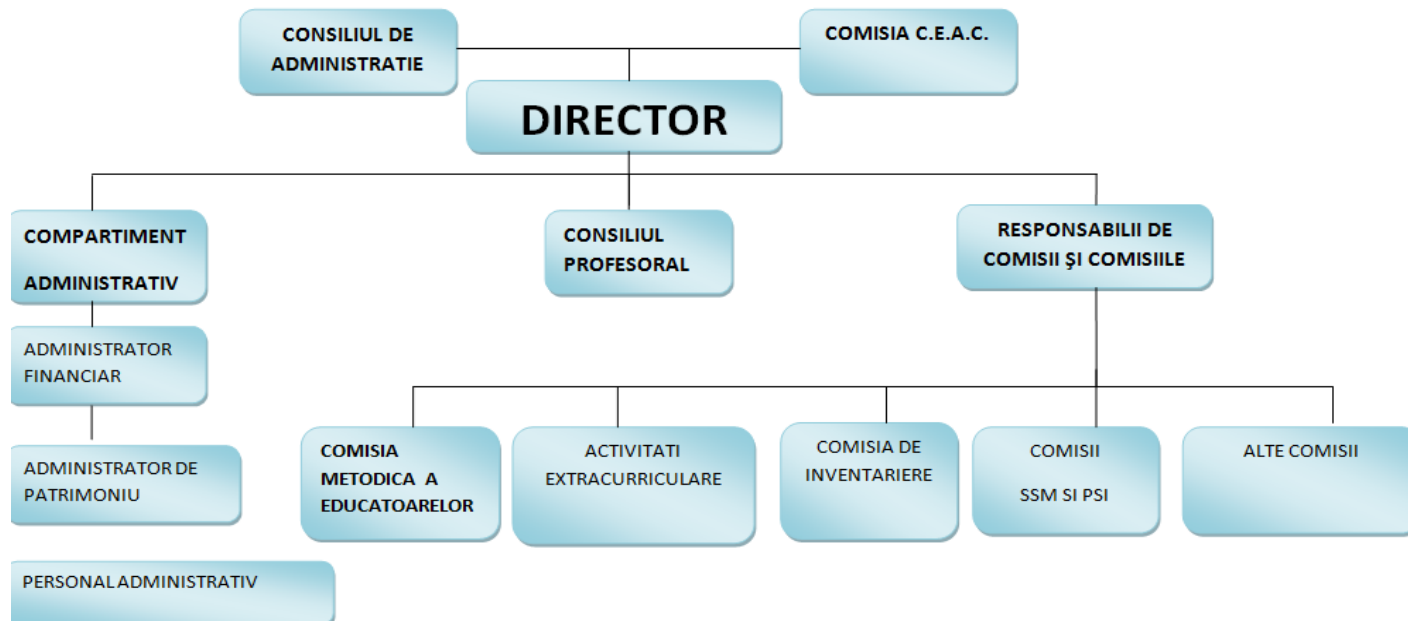 CONSILIUL DE
ADMINISTRATIE
COMISIA C.E.A.C.
DIRECTOR
COMPARTIMENT
ADMINISTRATIV
CONSILIUL
PROFESORAL
RESPONSABILII DE
COMISII ŞI COMISIILE
ADMINISTRATOR
FINANCIAR
ADMINISTRATOR DE
PATRIMONIU
PERSONAL ADMINISTRATIV
COMISIA
METODICA A
EDUCATOARELOR
ACTIVITATI
EXTRACURRICULARE
COMISIA DE
INVENTARIERE
COMISII
SSM SI PSI
ALTE COMISII